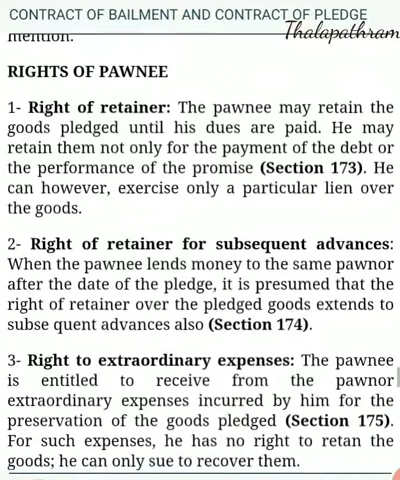 CONTRACT OF BAILMENT AND CONTRACT OF PLEDGE
Thalapathram
mention.
RIGHTS OF PAWNEE
1- Right of retainer: The pawnee may retain the
goods pledged until his dues are paid. He may
retain them not only for the payment of the debt or
the performance of the promise (Section 173). He
can however, exercise only a particular lien over
the goods.
2- Right of retainer for subsequent advances:
When the pawnee lends money to the same pawnor
after the date of the pledge, it is presumed that the
right of retainer over the pledged goods extends to
subse quent advances also (Section 174).
3- Right to extraordinary expenses: The pawnee
is entitled to receive from the pawnor
extraordinary expenses incurred by him for the
preservation of the goods pledged (Section 175).
For such expenses, he has no right to retan the
goods; he can only sue to recover them.